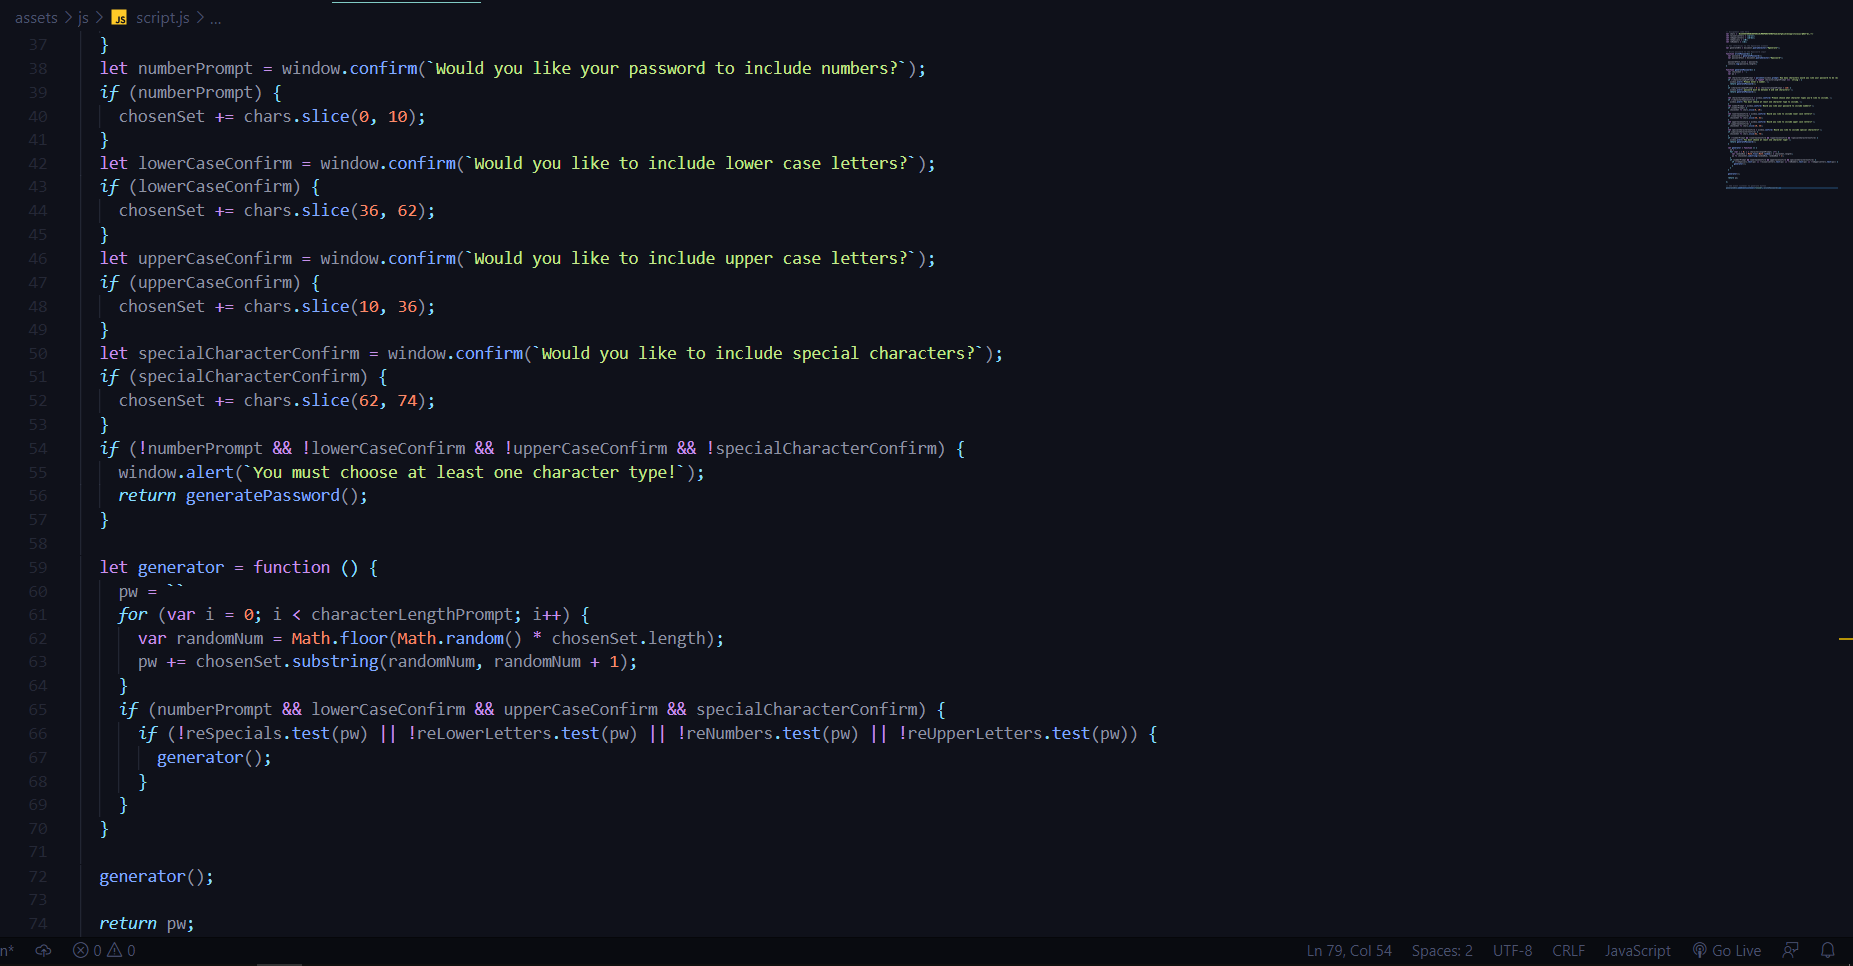 assets > js > JS script.js > ...
37 }
38 let numberPrompt = window.confirm(`Would you like your password to include numbers?`);
39 if (numberPrompt) {
40 chosenSet += chars.slice(0, 10);
41 }
42 let lowerCaseConfirm = window.confirm(`Would you like to include lower case letters?`);
43 if (lowerCaseConfirm) {
44 chosenSet += chars.slice(36, 62);
45 }
46 let upperCaseConfirm = window.confirm(`Would you like to include upper case letters?`);
47 if (upperCaseConfirm) {
48 chosenSet += chars.slice(10, 36);
49 }
50 let specialCharacterConfirm = window.confirm(`Would you like to include special characters?`);
51 if (specialCharacterConfirm) {
52 chosenSet += chars.slice(62, 74);
53 }
54 if (!numberPrompt && !lowerCaseConfirm && !upperCaseConfirm && !specialCharacterConfirm) {
55 window.alert(`You must choose at least one character type!`);
56 return generatePassword();
57 }
58
59 let generator = function () {
60 pw = ``
61 for (var i = 0; i < characterLengthPrompt; i++) {
62 var randomNum = Math.floor(Math.random() * chosenSet.length);
63 pw += chosenSet.substring(randomNum, randomNum + 1);
64 }
65 if (numberPrompt && lowerCaseConfirm && upperCaseConfirm && specialCharacterConfirm) {
66 if (!reSpecials.test(pw) || !reLowerLetters.test(pw) || !reNumbers.test(pw) || !reUpperLetters.test(pw)) {
67 generator();
68 }
69 }
70 }
71
72 generator();
73
74 return pw;
n* 0 0 Ln 79, Col 54 Spaces: 2 UTF-8 CRLF JavaScript Go Live